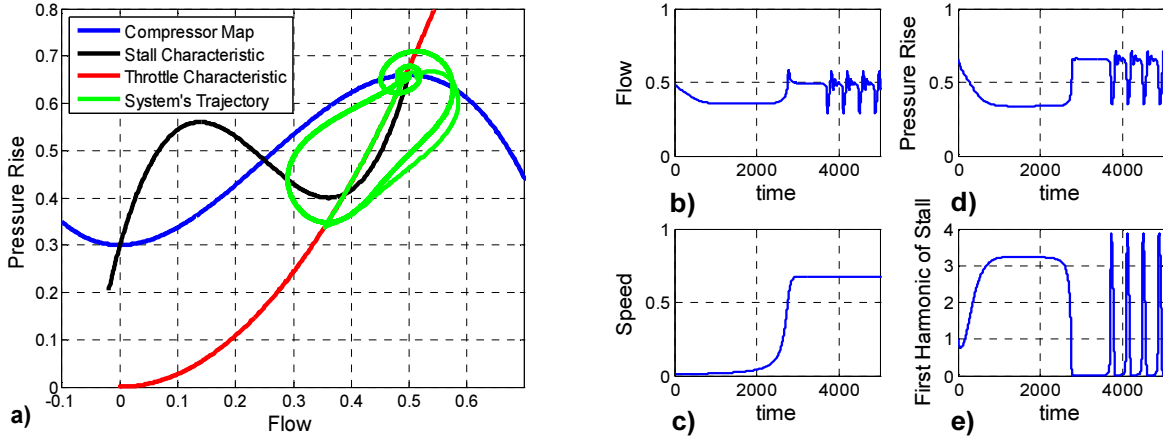 0.8
0.7
0.6
0.5
0.4
0.3
0.2
0.1
0
Pressure Rise
Compressor Map
Stall Characteristic
Throttle Characteristic
System's Trajectory
-0.1 0 0.1 0.2 0.3 0.4 0.5 0.6
Flow
a)
1
0.5
0
Flow
0 2000 4000
time
b)
1
0.5
0
Pressure Rise
0 2000 4000
time
d)
1
0.5
0
Speed
0 2000 4000
time
c)
4
3
2
1
0
First Harmonic of Stall
0 2000 4000
time
e)